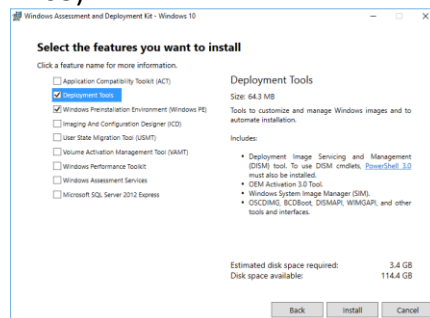 Windows Assessment and Deployment Kit - Windows 10
Select the features you want to install
Click a feature name for more information.
Application Compatibility Toolkit (ACT)
Deployment Tools
Windows Preinstallation Environment (Windows PE)
Imaging And Configuration Designer (ICD)
User State Migration Tool (USMT)
Volume Activation Management Tool (VAMT)
Windows Performance Toolkit
Windows Assessment Services
Microsoft SQL Server 2012 Express
Deployment Tools
Size: 64.3 MB
Tools to customize and manage Windows images and to
automate installation.
Includes:
• Deployment Image Servicing and Management
(DISM) tool. To use DISM cmdlets, PowerShell 3.0
must also be installed.
• OEM Activation 3.0 Tool.
• Windows System Image Manager (SIM).
• OSCDIMG, BCDBoot, DISMAPI, WIMGAPI, and other
tools and interfaces.
Estimated disk space required: 3.4 GB
Disk space available: 114.4 GB
Back Install Cancel